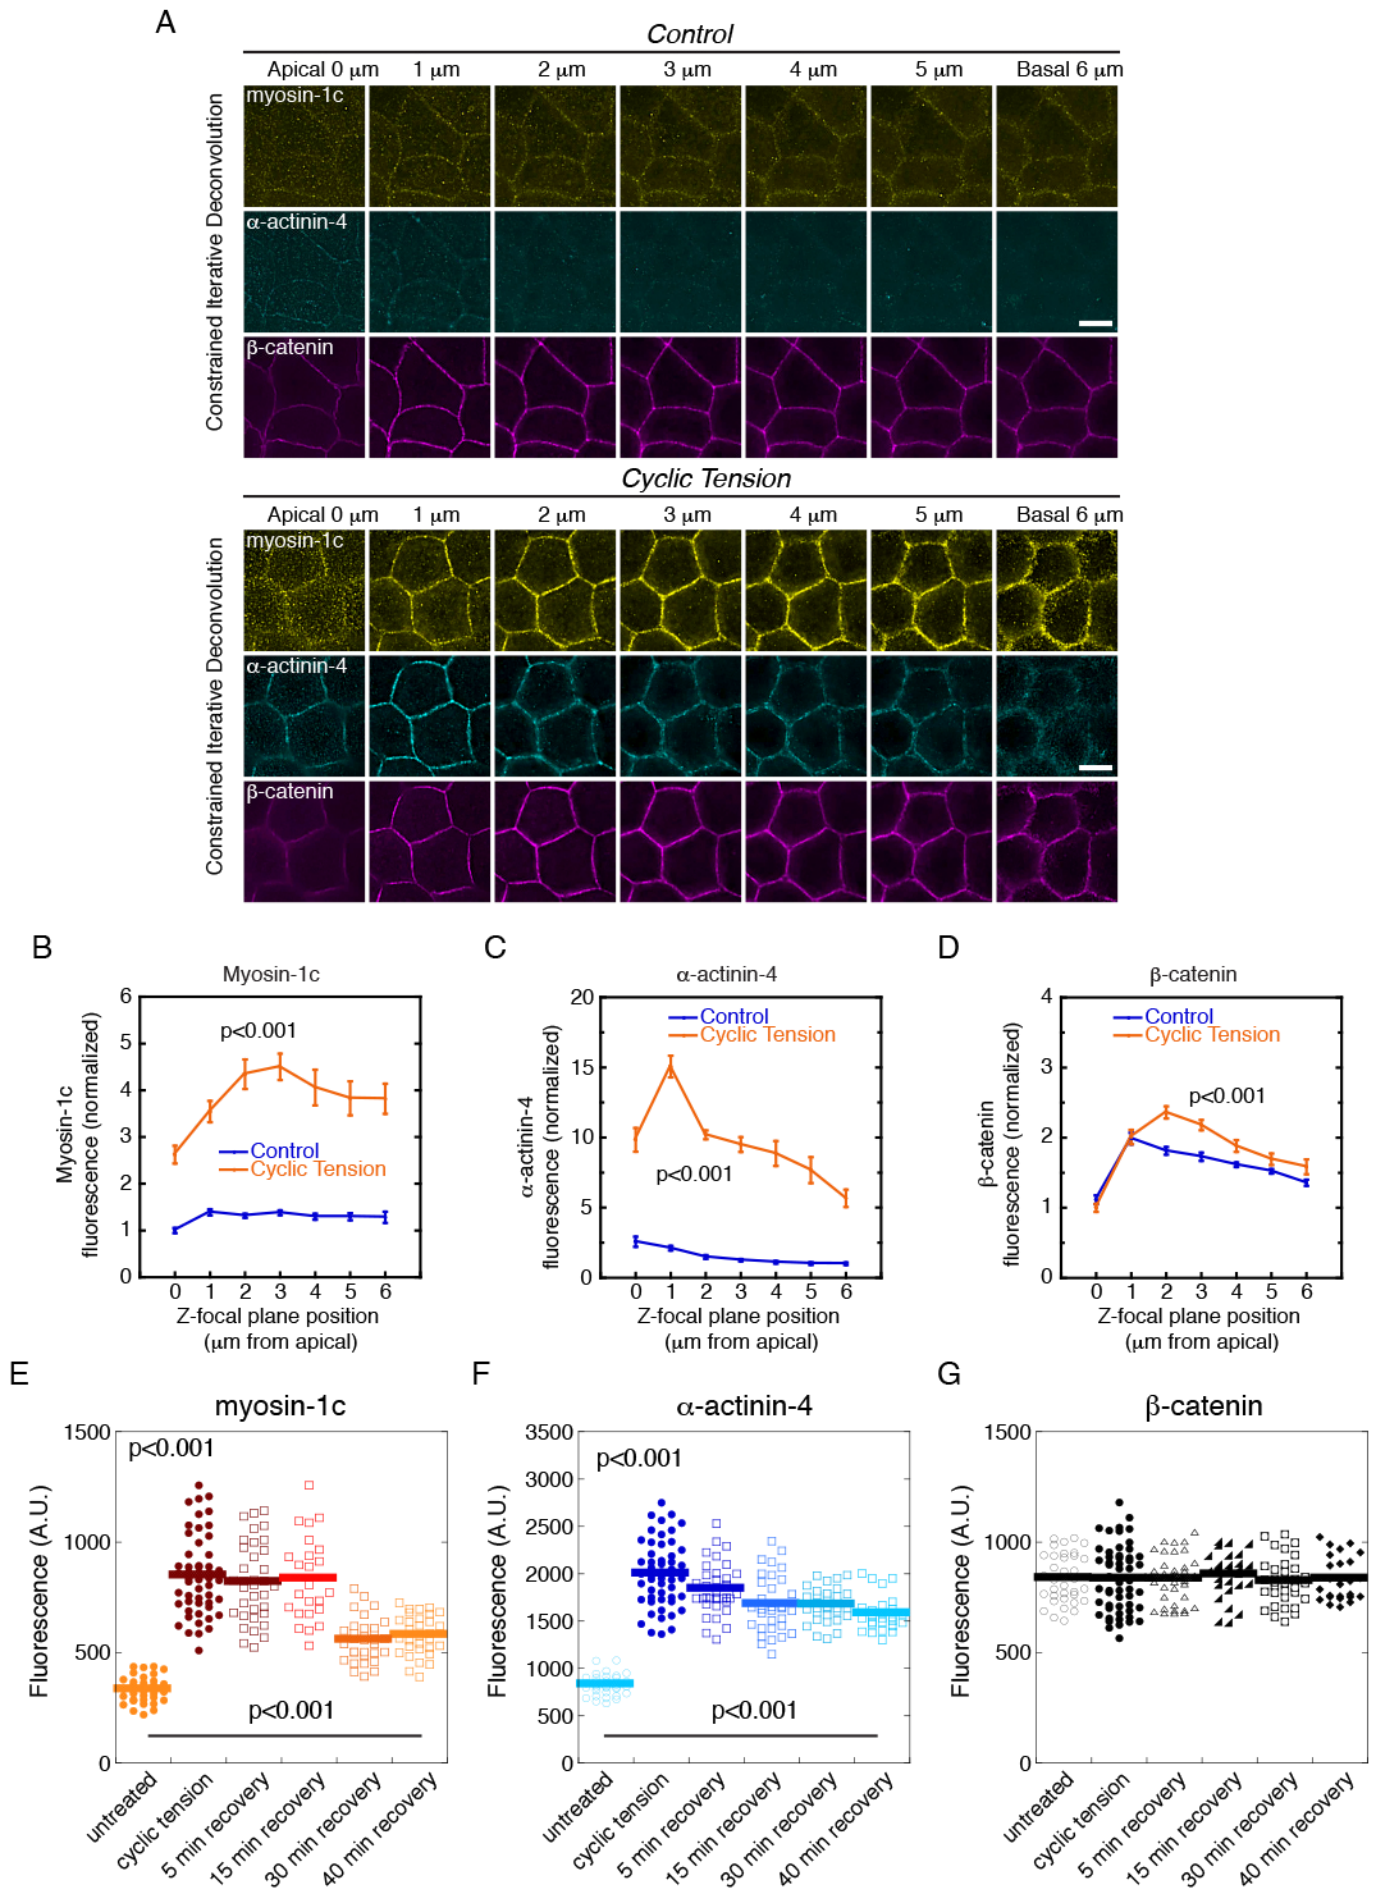 A
Control
Apical 0 μm 1 μm 2 μm 3 μm 4 μm 5 μm Basal 6 μm
Constrained Iterative Deconvolution
myosin-1c
α-actinin-4
β-catenin
Cyclic Tension
Apical 0 μm 1 μm 2 μm 3 μm 4 μm 5 μm Basal 6 μm
Constrained Iterative Deconvolution
myosin-1c
α-actinin-4
β-catenin
B
Myosin-1c
Myosin-1c
fluorescence (normalized)
6
5
4
3
2
1
0
p<0.001
Control
Cyclic Tension
0 1 2 3 4 5 6
Z-focal plane position
(μm from apical)
C
α-actinin-4
α-actinin-4
fluorescence (normalized)
20
15
10
5
0
Control
Cyclic Tension
p<0.001
0 1 2 3 4 5 6
Z-focal plane position
(μm from apical)
D
β-catenin
β-catenin
fluorescence (normalized)
4
3
2
1
0
Control
Cyclic Tension
p<0.001
0 1 2 3 4 5 6
Z-focal plane position
(μm from apical)
E
myosin-1c
Fluorescence (A.U.)
1500
1000
500
0
p<0.001
p<0.001
untreated
cyclic tension
5 min recovery
15 min recovery
30 min recovery
40 min recovery
F
α-actinin-4
Fluorescence (A.U.)
3500
3000
2500
2000
1500
1000
500
0
p<0.001
p<0.001
untreated
cyclic tension
5 min recovery
15 min recovery
30 min recovery
40 min recovery
G
β-catenin
Fluorescence (A.U.)
1500
1000
500
0
untreated
cyclic tension
5 min recovery
15 min recovery
30 min recovery
40 min recovery